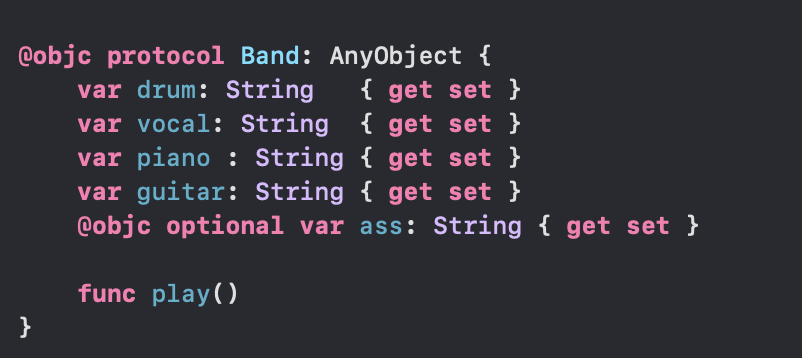 @objc protocol Band: AnyObject {
    var drum: String   { get set }
    var vocal: String  { get set }
    var piano : String { get set }
    var guitar: String { get set }
    @objc optional var ass: String { get set }

    func play()
}